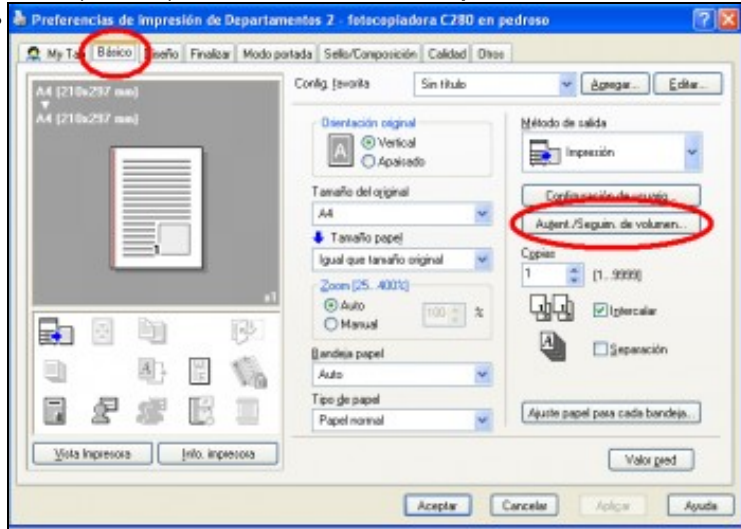 Preferencias de impresión de Departamentos 2 - fotocopiadora C280 en pedroso
My Tab Básico Diseño Finalizar Modo portada Sello/Composición Calidad Otros
A4 (210x297 mm)
A4 (210x297 mm)
x1
Vista Impresora Info. impresora
Config. favorita Sin título Agregar... Editar...
Orientación original
A
Vertical
Apaisado
Tamaño del original
A4
Tamaño papel
Igual que tamaño original
Zoom [25...400%]
Auto
Manual
100 %
Bandeja papel
Auto
Tipo de papel
Papel normal
Método de salida
Impresión
Configuración de usuario...
Autent./Seguim. de volumen...
Copias
1 (1...9999)
Intercalar
Separación
Ajuste papel para cada bandeja...
Valor pred
Aceptar Cancelar Aplicar Ayuda